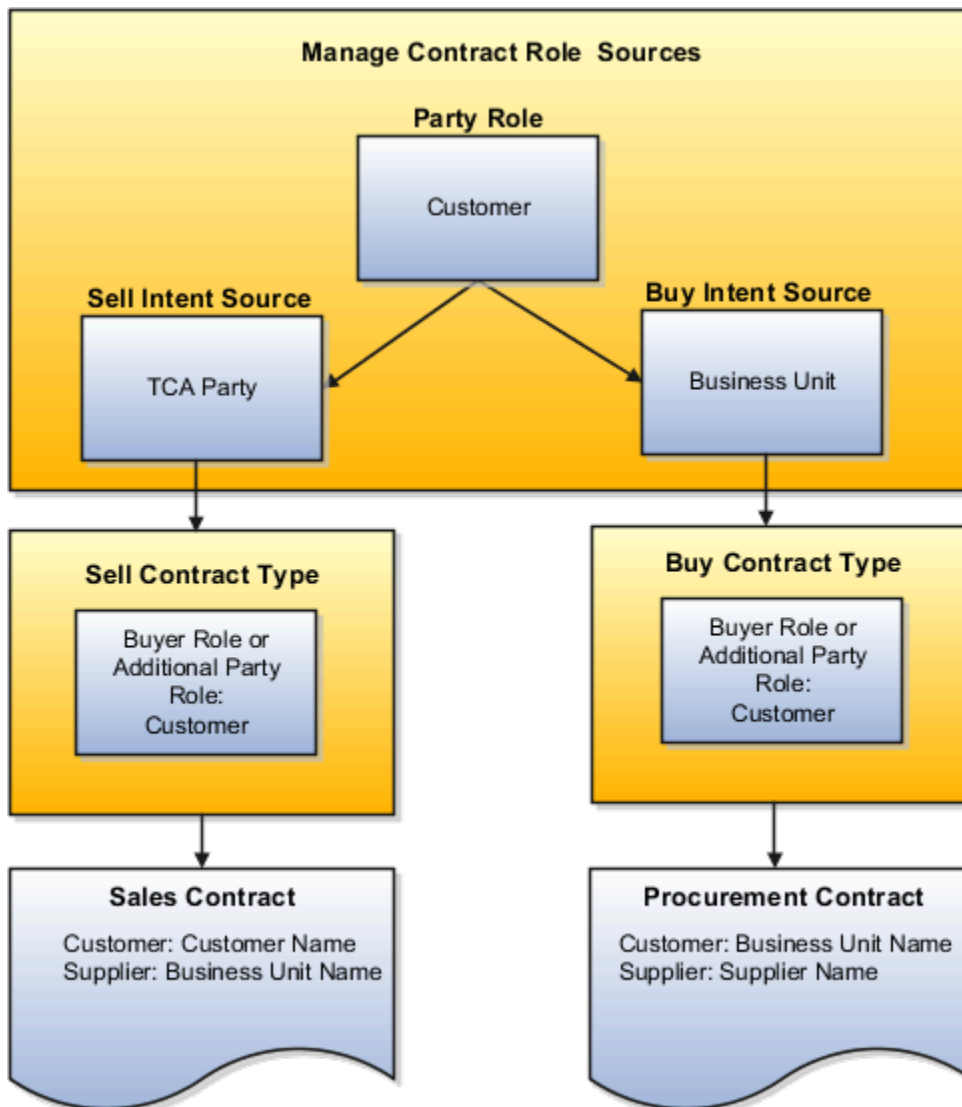 Manage Contract Role Sources
Party Role
Customer
Sell Intent Source
Buy Intent Source
TCA Party
Business Unit
Sell Contract Type
Buyer Role or
Additional Party
Role:
Customer
Buy Contract Type
Buyer Role or
Additional Party
Role:
Customer
Sales Contract
Customer: Customer Name
Supplier: Business Unit Name
Procurement Contract
Customer: Business Unit Name
Supplier: Supplier Name